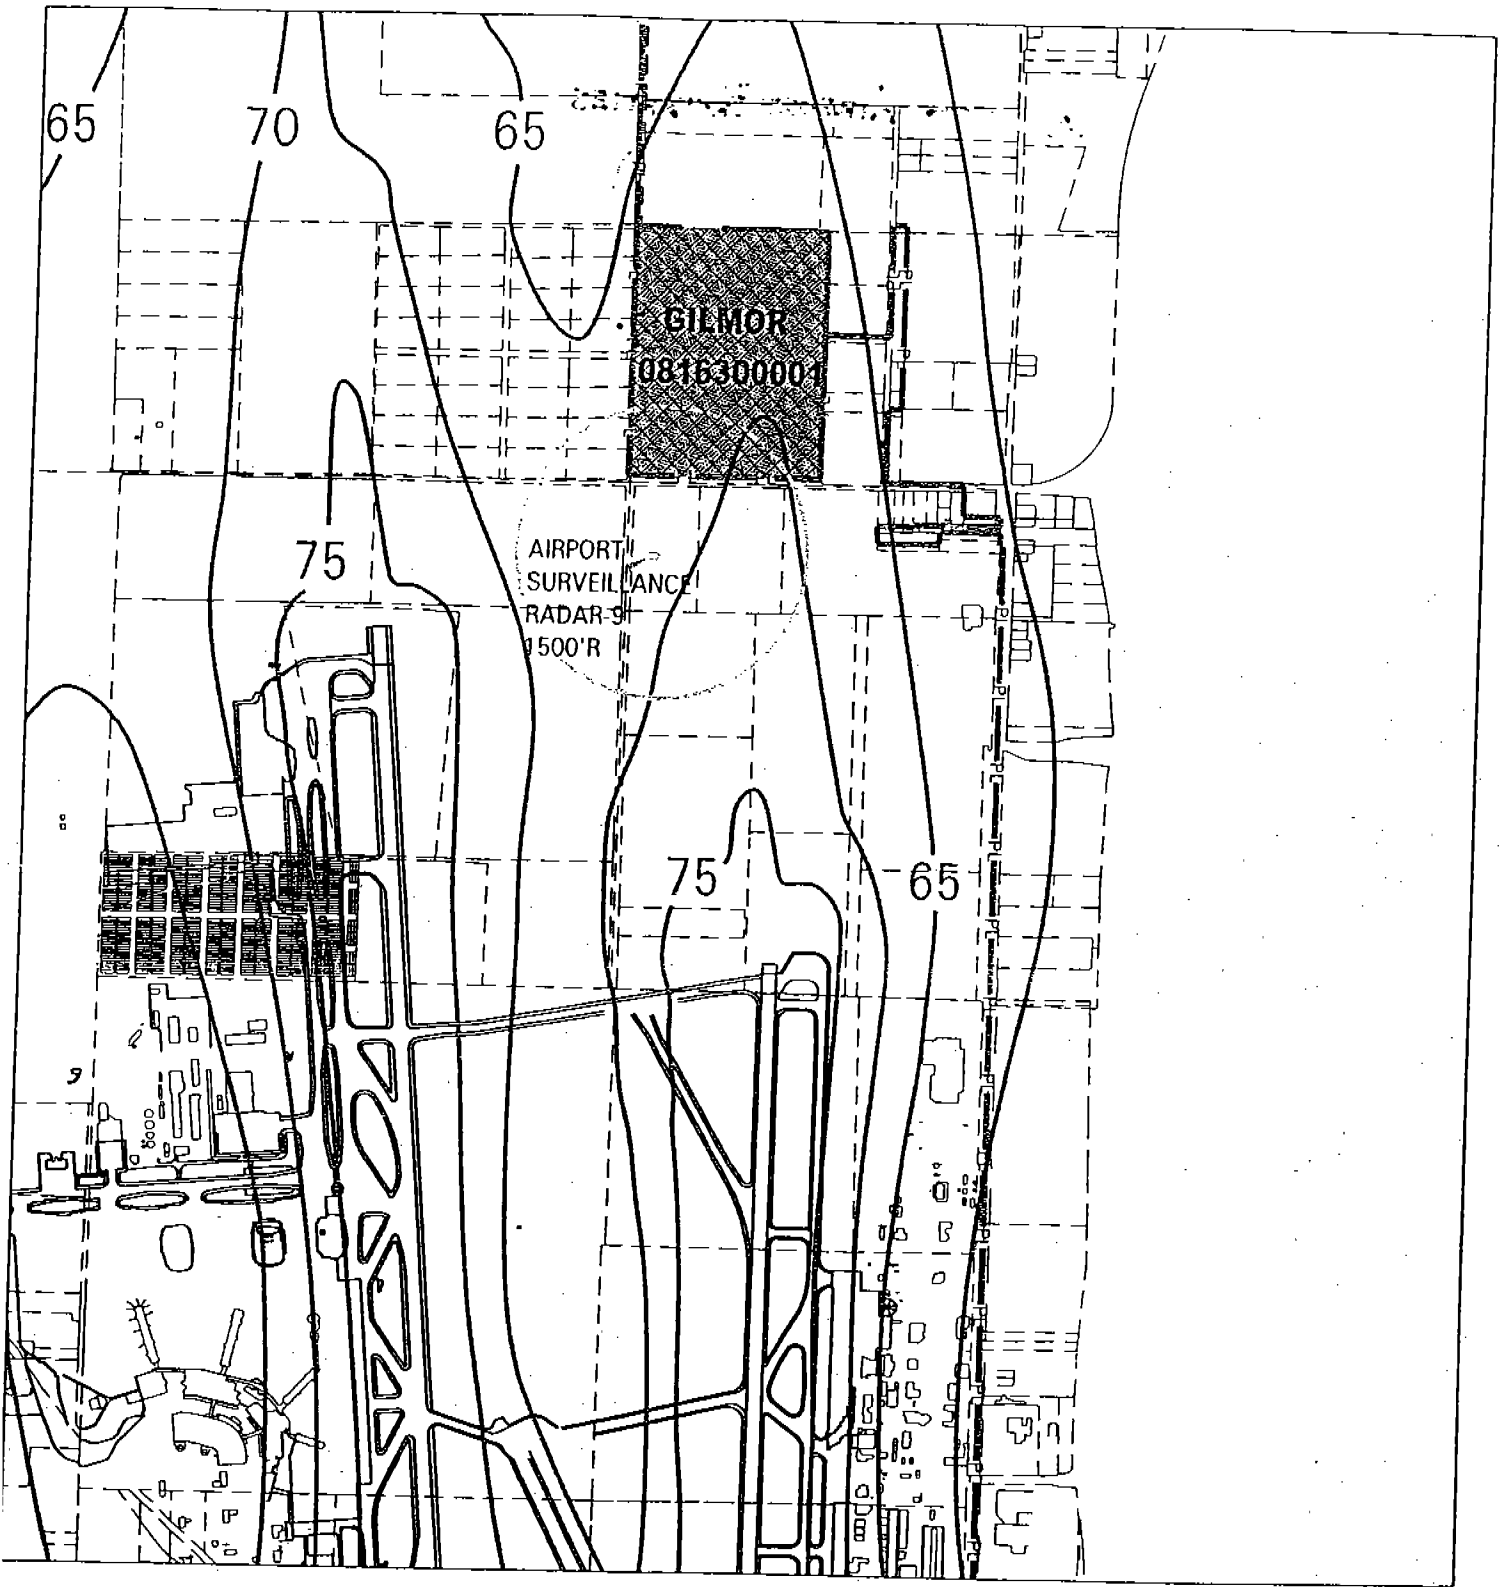 65
70
65
GILMOR
0816300001
75
AIRPORT
SURVEILLANCE
RADAR-9
1500'R
75
65